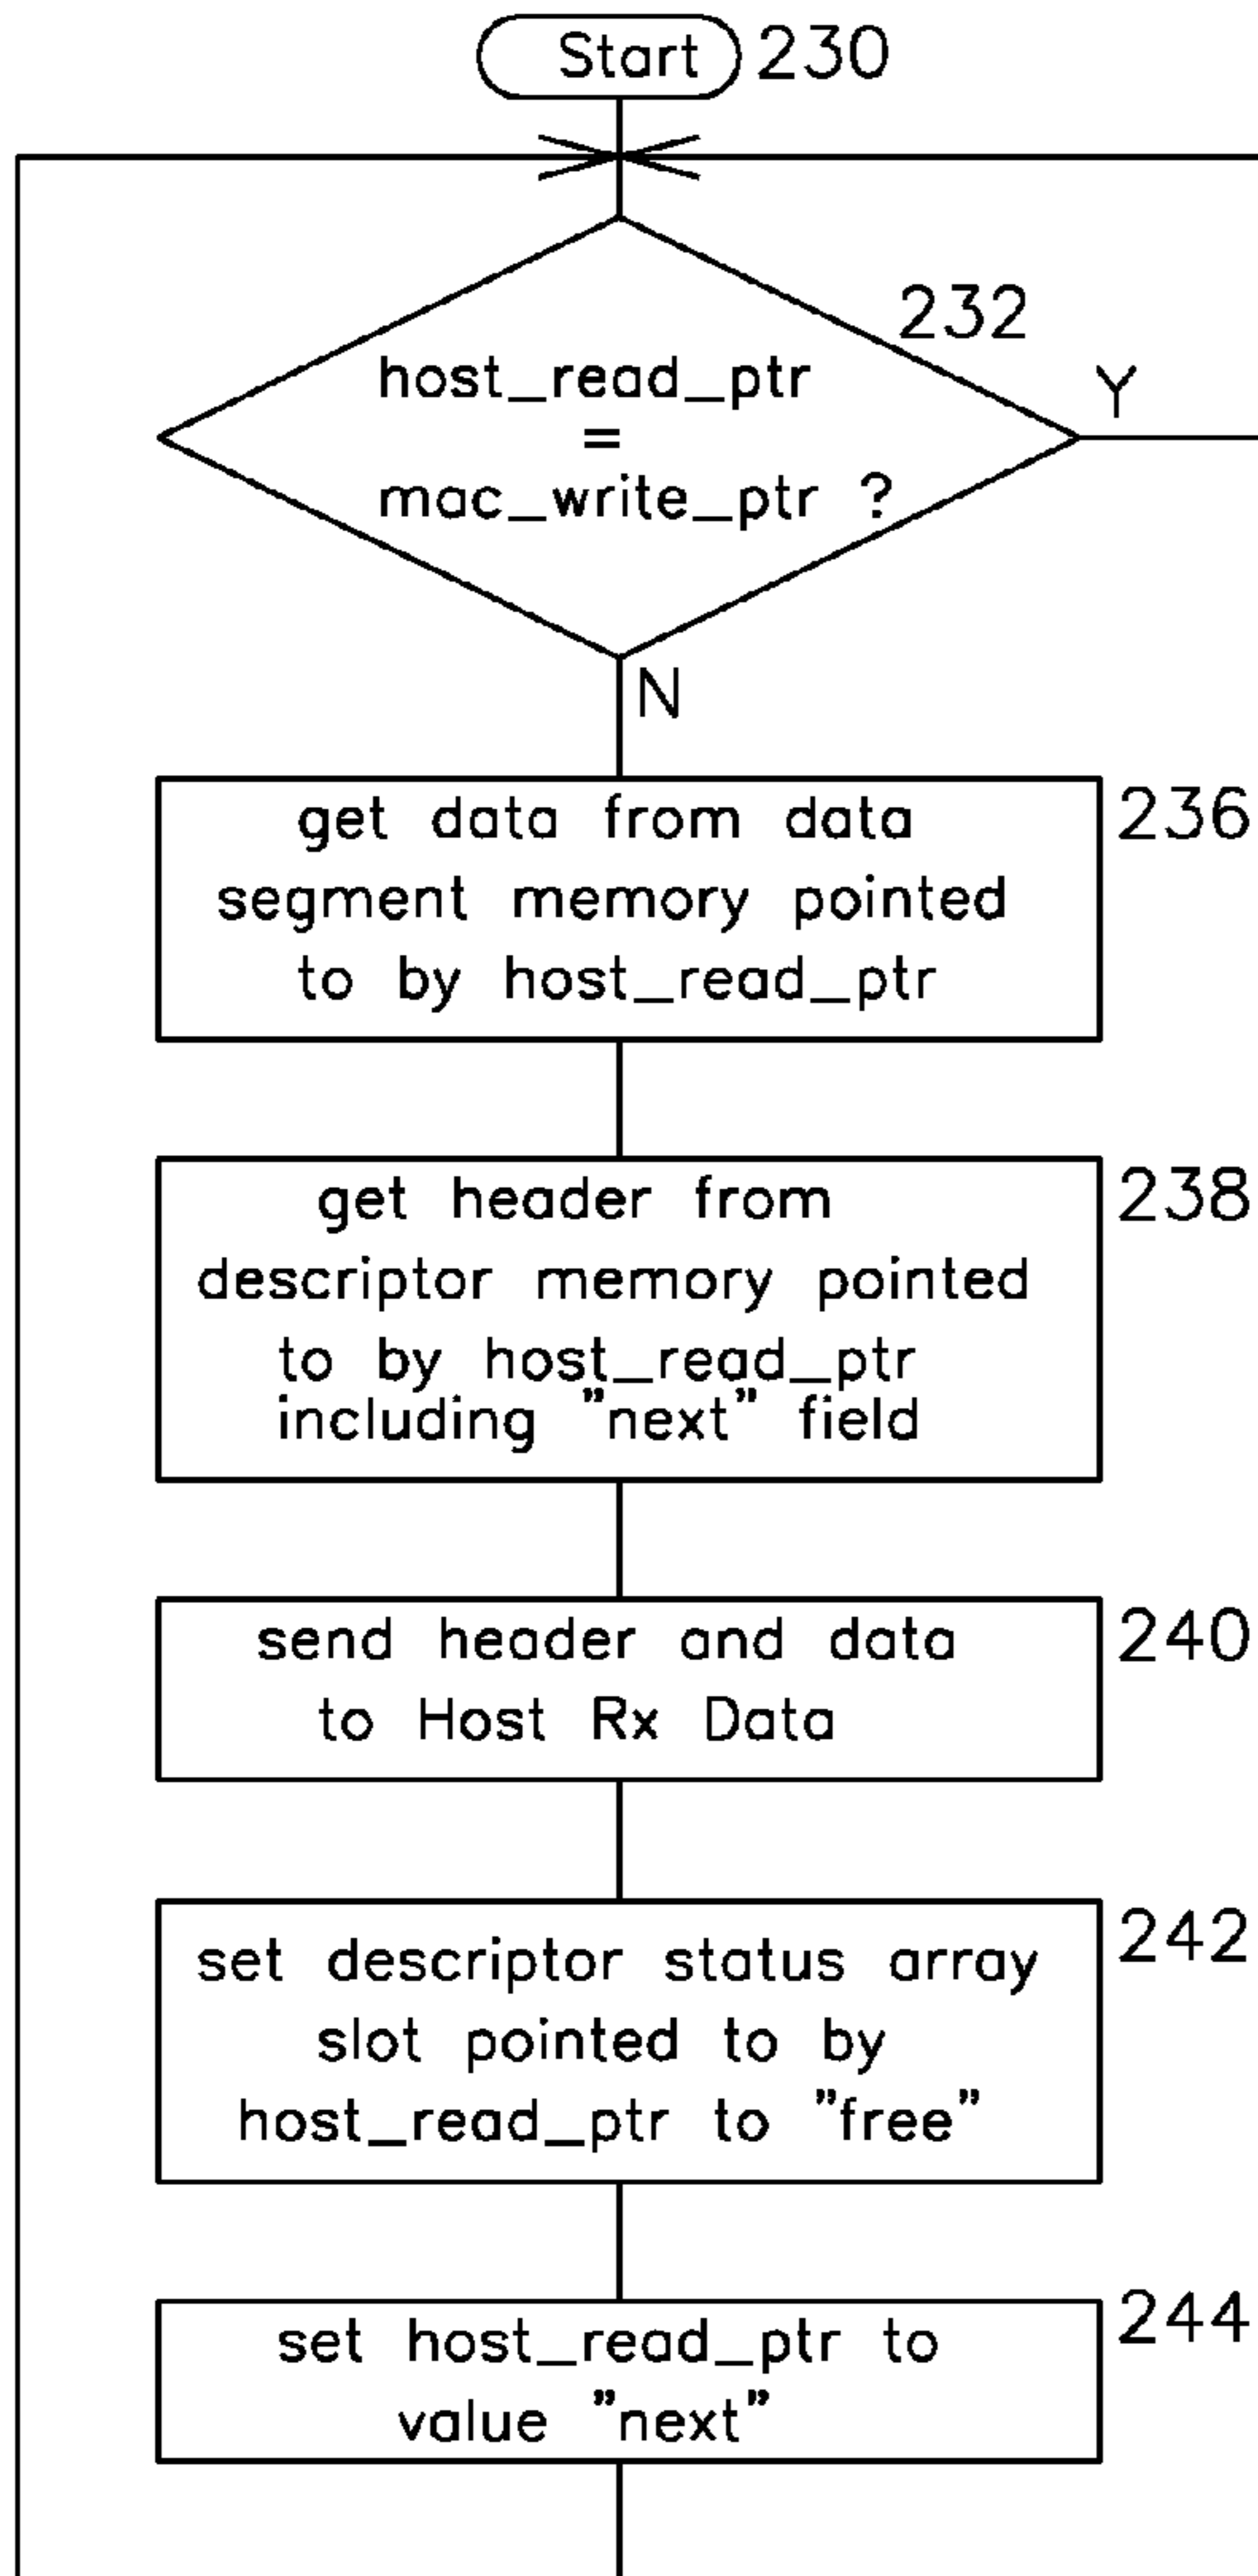 Start 230
232
host_read_ptr
=
mac_write_ptr ?
Y
N
236
get data from data
segment memory pointed
to by host_read_ptr
238
get header from
descriptor memory pointed
to by host_read_ptr
including "next" field
240
send header and data
to Host Rx Data
242
set descriptor status array
slot pointed to by
host_read_ptr to "free"
244
set host_read_ptr to
value "next"